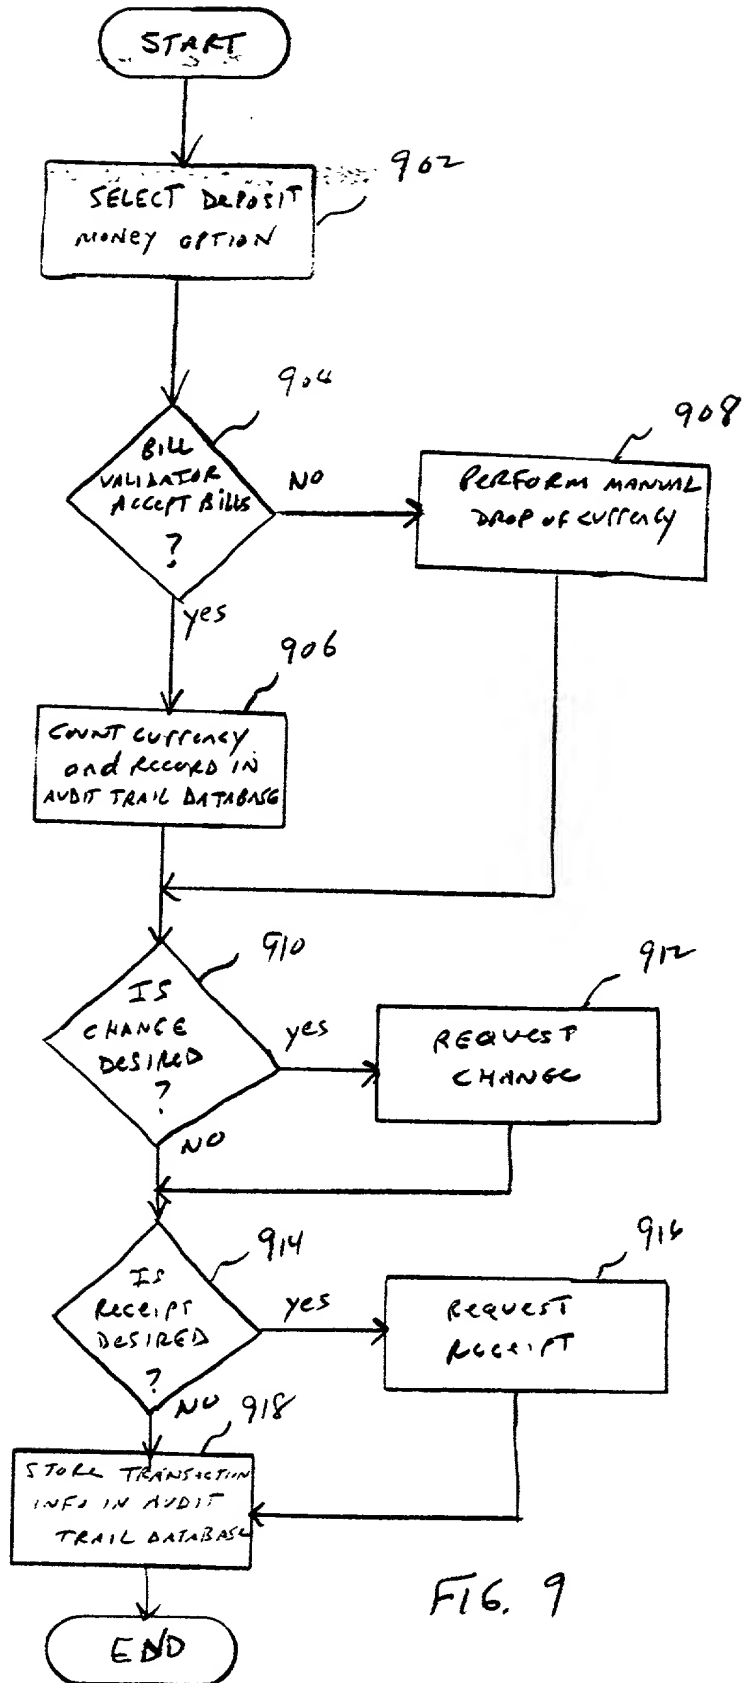 START
902
SELECT DEPOSIT
MONEY OPTION
904
BILL
VALIDATOR
ACCEPT BILLS
?
NO
908
PERFORM MANUAL
DROP OF CURRENCY
yes
906
COUNT CURRENCY
and RECORD IN
AUDIT TRAIL DATABASE
910
IS
CHANGE
DESIRED
?
yes
912
REQUEST
CHANGE
NO
914
IS
RECEIPT
DESIRED
?
yes
916
REQUEST
RECEIPT
NO
918
STORE TRANSACTION
INFO IN AUDIT
TRAIL DATABASE
END
FIG. 9